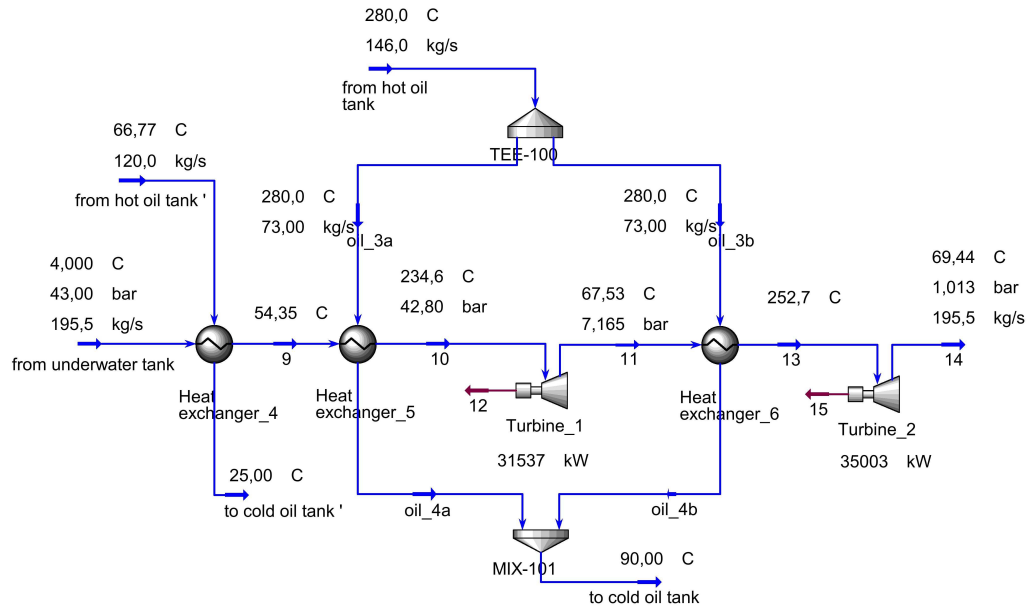 280,0 C
146,0 kg/s
from hot oil
tank
66,77 C
120,0 kg/s
from hot oil tank '
TEE-100
280,0 C
73,00 kg/s
oil_3a
280,0 C
73,00 kg/s
oil_3b
4,000 C
43,00 bar
195,5 kg/s
from underwater tank
54,35 C
9
234,6 C
42,80 bar
10
67,53 C
7,165 bar
11
252,7 C
13
69,44 C
1,013 bar
195,5 kg/s
14
Heat
exchanger_4
Heat
exchanger_5
12
Turbine_1
31537 kW
Heat
exchanger_6
15
Turbine_2
35003 kW
25,00 C
to cold oil tank '
oil_4a
oil_4b
MIX-101
90,00 C
to cold oil tank